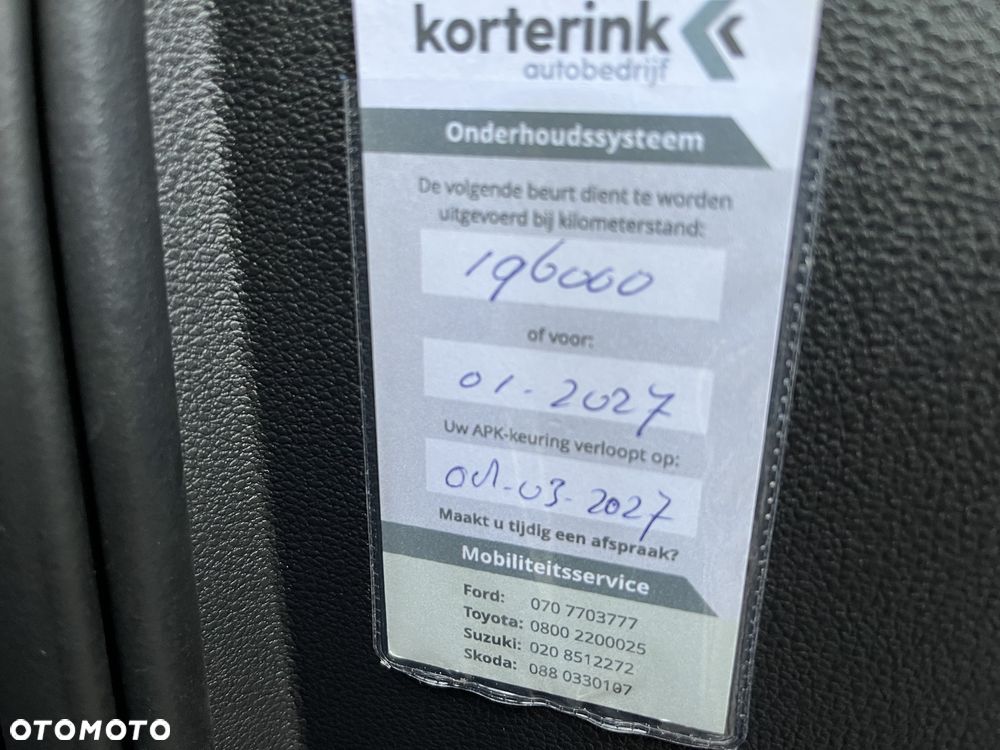 korterink
autobedrijf
Onderhoudssysteem
De volgende beurt dient te worden
uitgevoerd bij kilometerstand:
196000
of voor:
01-2027
Uw APK-keuring verloopt op:
01-03-2027
Maakt u tijdig een afspraak?
Mobiliteitsservice
Ford: 070 7703777
Toyota: 0800 2200025
Suzuki: 020 8512272
Skoda: 088 0330107
OTOMOTO